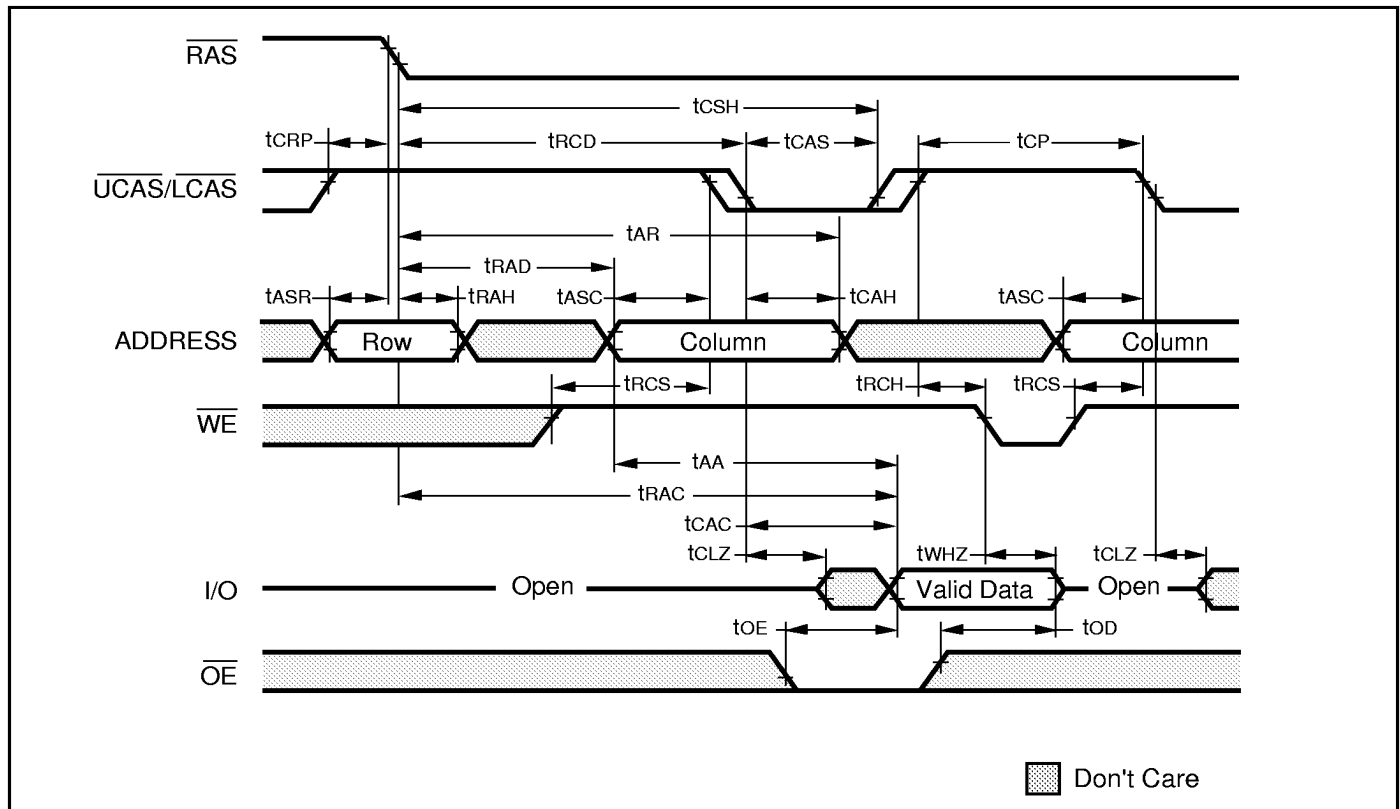 RAS
tCSH
tCRP
tRCD
tCAS
tCP
UCAS/LCAS
tAR
tRAD
tASR
tRAH
tASC
tCAH
tASC
ADDRESS
Row
Column
Column
tRCS
tRCH
tRCS
WE
tAA
tRAC
tCAC
tCLZ
tWHZ
tCLZ
I/O
Open
Valid Data
Open
tOE
tOD
OE
Don't Care